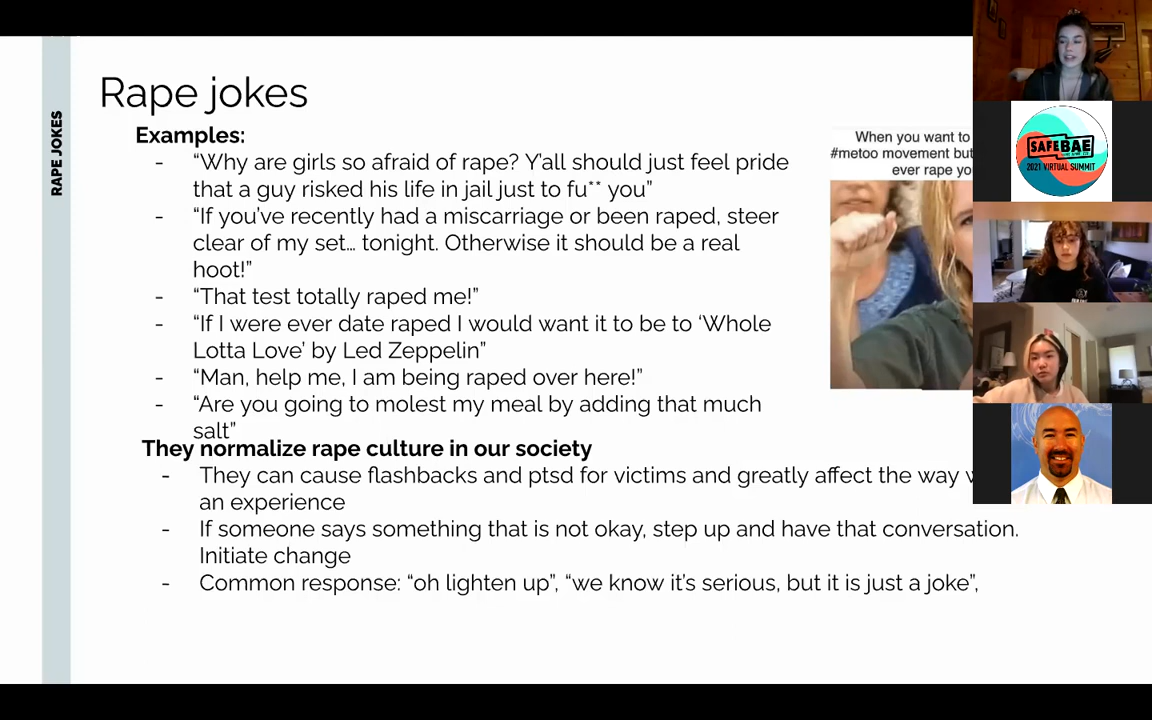 RAPE JOKES
Rape jokes
Examples:
- “Why are girls so afraid of rape? Y'all should just feel pride
that a guy risked his life in jail just to fu** you”
- “If you've recently had a miscarriage or been raped, steer
clear of my set… tonight. Otherwise it should be a real
hoot!”
- “That test totally raped me!”
- “If I were ever date raped I would want it to be to ‘Whole
Lotta Love’ by Led Zeppelin”
- “Man, help me, I am being raped over here!”
- “Are you going to molest my meal by adding that much
salt”
They normalize rape culture in our society
- They can cause flashbacks and ptsd for victims and greatly affect the way
an experience
- If someone says something that is not okay, step up and have that conversation.
Initiate change
- Common response: “oh lighten up”, “we know it's serious, but it is just a joke”,
When you want to
#metoo movement but
ever rape yo
SAFEBAE
2021 VIRTUAL SUMMIT